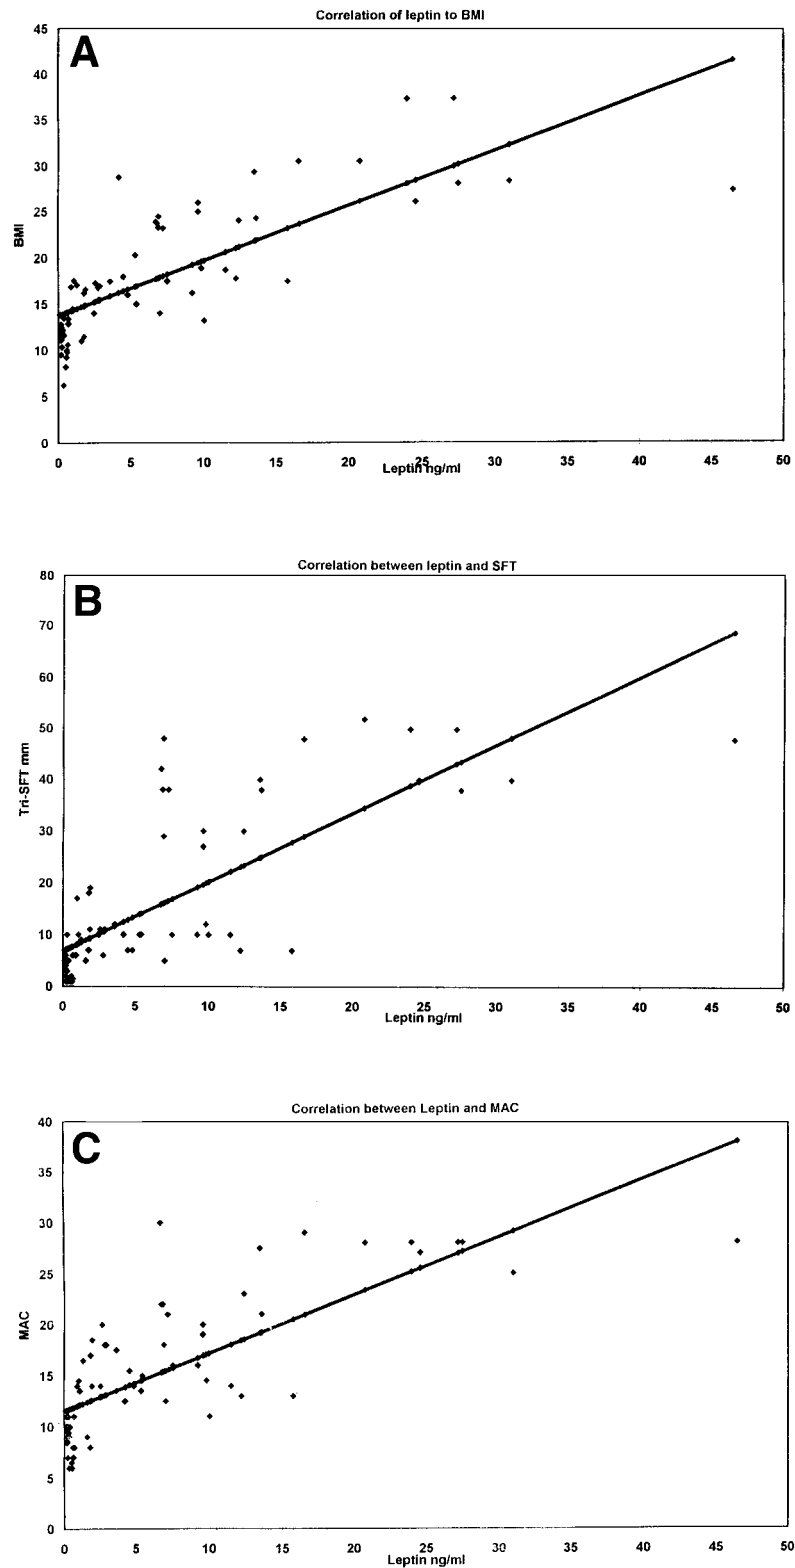 Correlation of leptin to BMI
A
45
40
35
30
25
20
15
10
5
0
BMI
0 5 10 15 20 25 30 35 40 45 50
Leptin ng/ml
Correlation between leptin and SFT
B
80
70
60
50
40
30
20
10
0
Tri-SFT mm
0 5 10 15 20 25 30 35 40 45 50
Leptin ng/ml
Correlation between Leptin and MAC
C
40
35
30
25
20
15
10
5
0
MAC
0 5 10 15 20 25 30 35 40 45 50
Leptin ng/ml